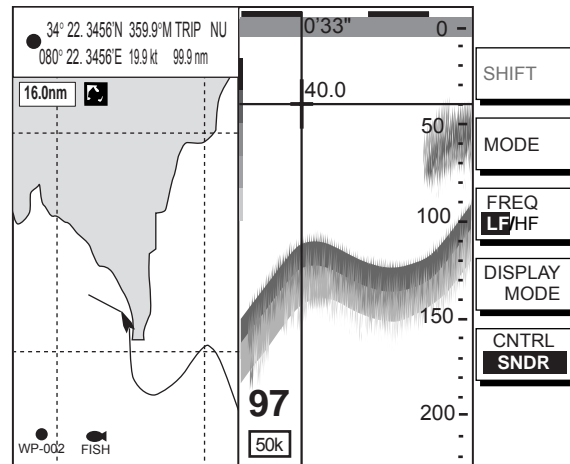 34° 22. 3456'N 359.9°M TRIP NU
080° 22. 3456'E 19.9 kt 99.9 nm
16.0nm
WP-002 FISH
0'33"
40.0
0
50
100
150
200
97
50k
SHIFT
MODE
FREQ
LF/HF
DISPLAY
MODE
CNTRL
SNDR